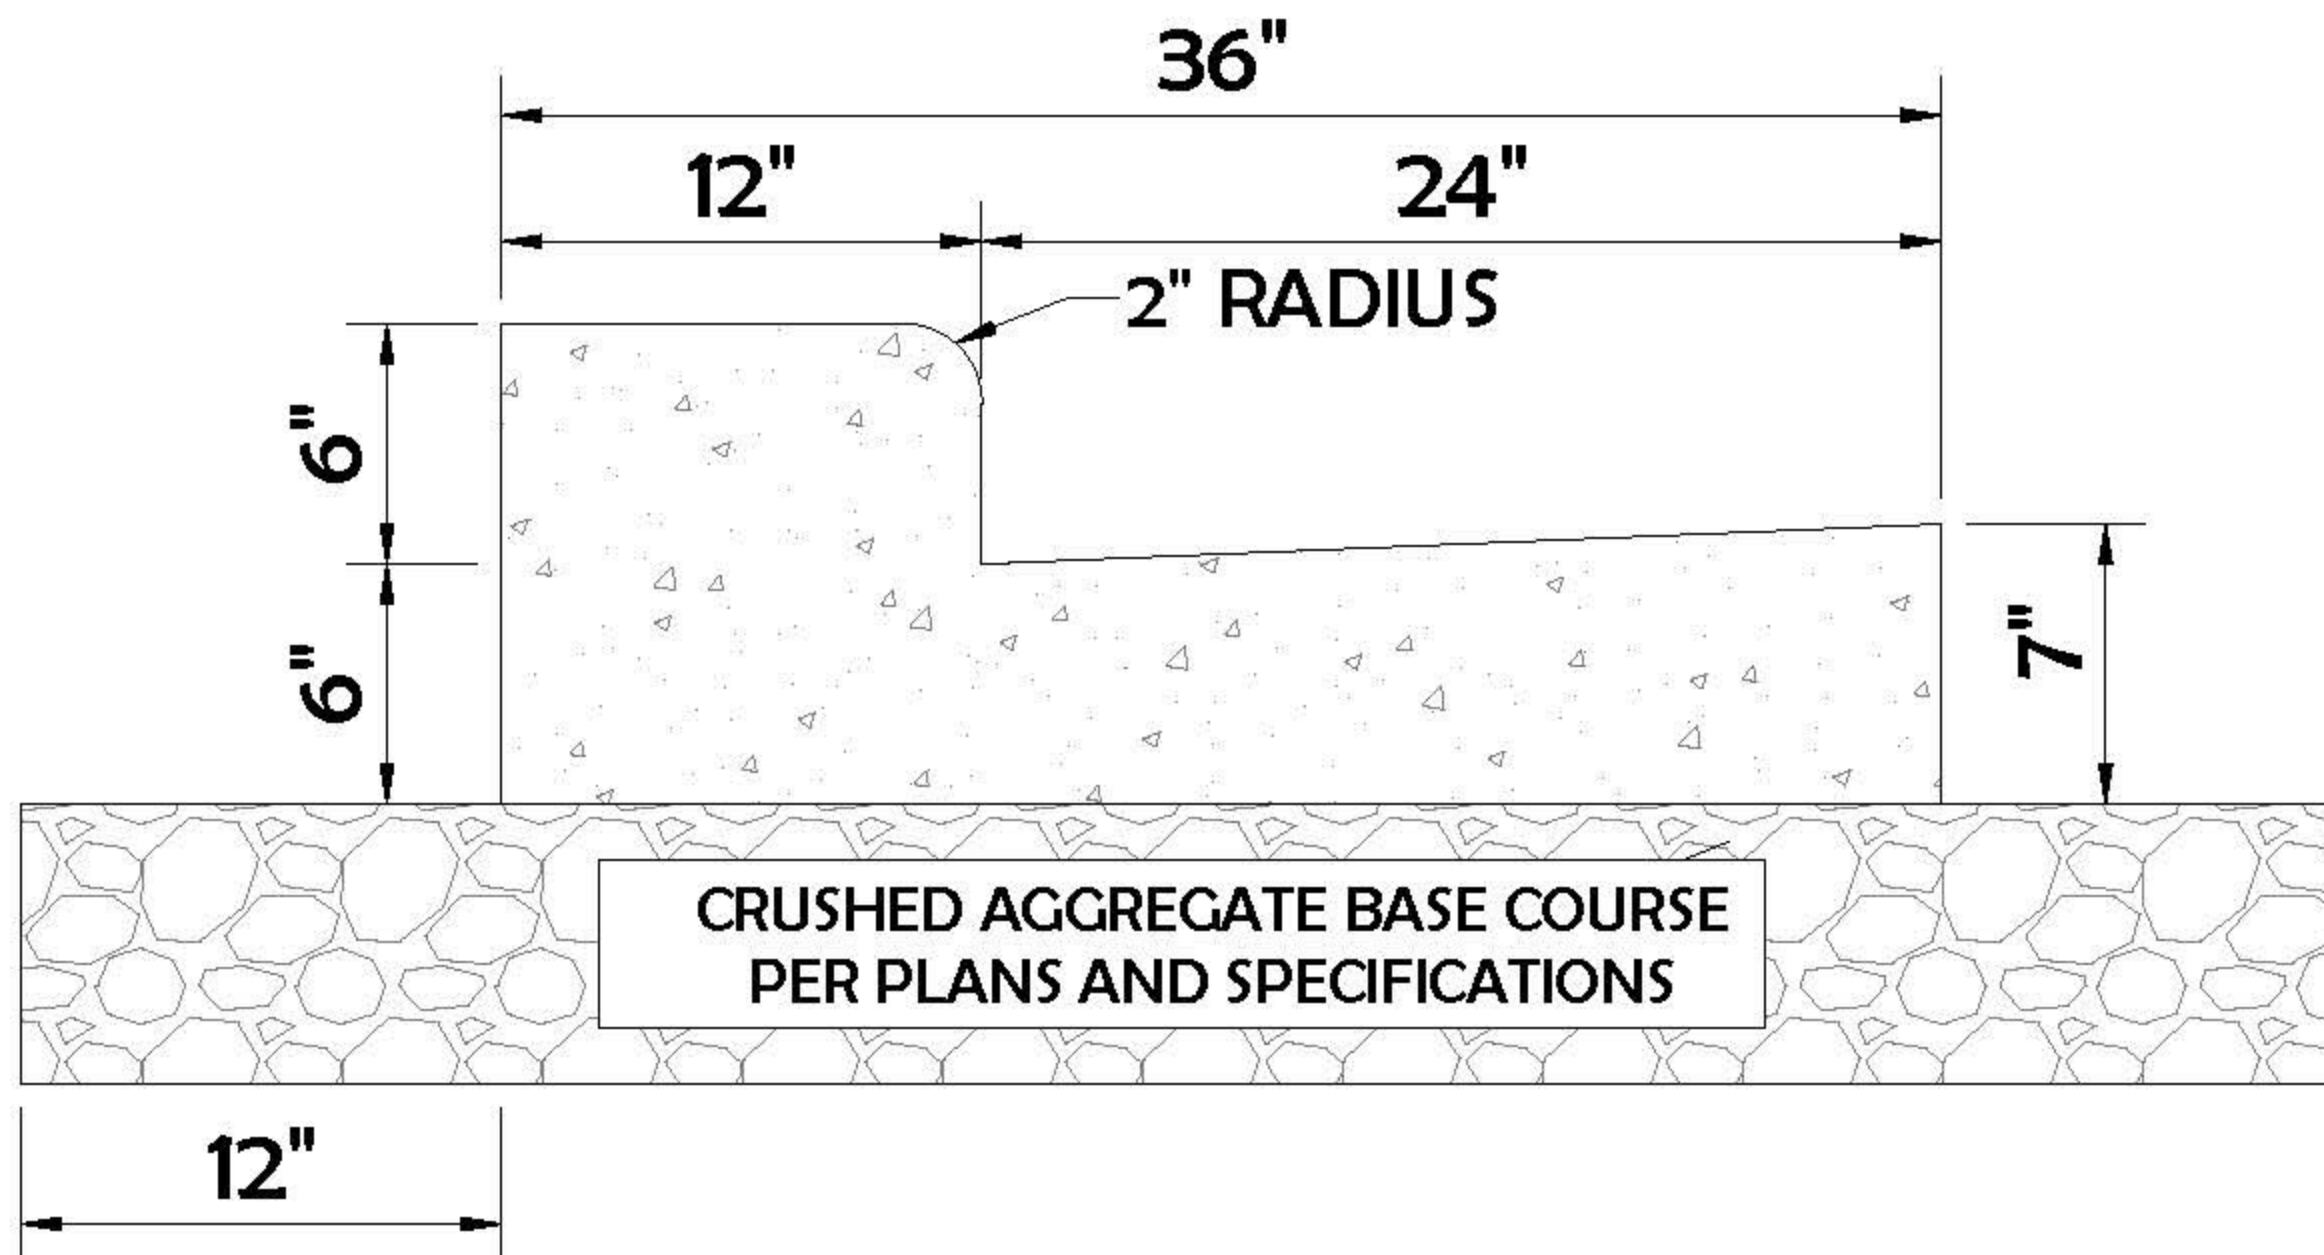 36"
12"
24"
2" RADIUS
6"
6"
7"
CRUSHED AGGREGATE BASE COURSE
PER PLANS AND SPECIFICATIONS
12"